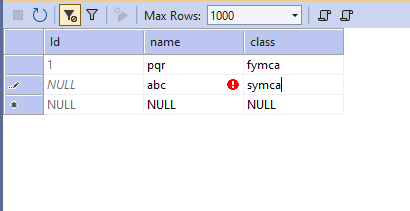 Max Rows: 1000
Id name class
1 pqr fymca
NULL abc symca
NULL NULL NULL